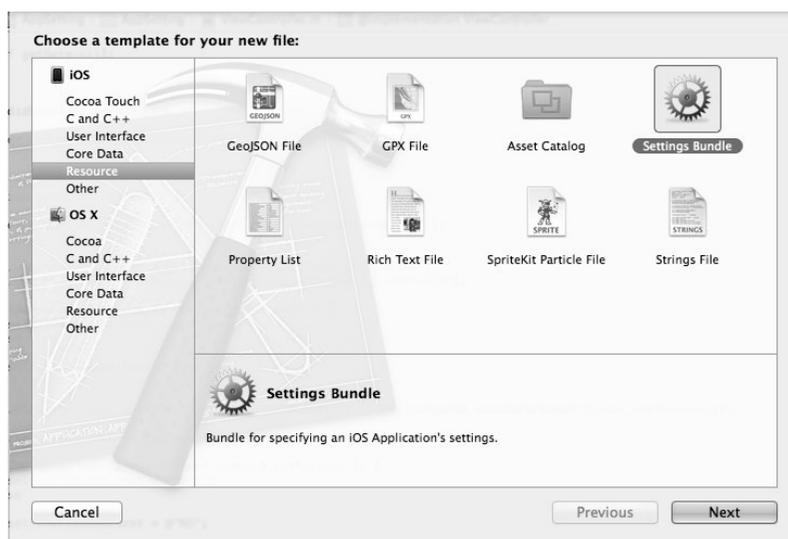 Choose a template for your new file:
iOS
Cocoa Touch
C and C++
User Interface
Core Data
Resource
Other
OS X
Cocoa
C and C++
User Interface
Core Data
Resource
Other
GEOJSON
GeoJSON File
GPX
GPX File
Asset Catalog
Settings Bundle
Property List
Rich Text File
SPRITE
SpriteKit Particle File
STRINGS
Strings File
Settings Bundle
Bundle for specifying an iOS Application's settings.
Cancel
Previous
Next